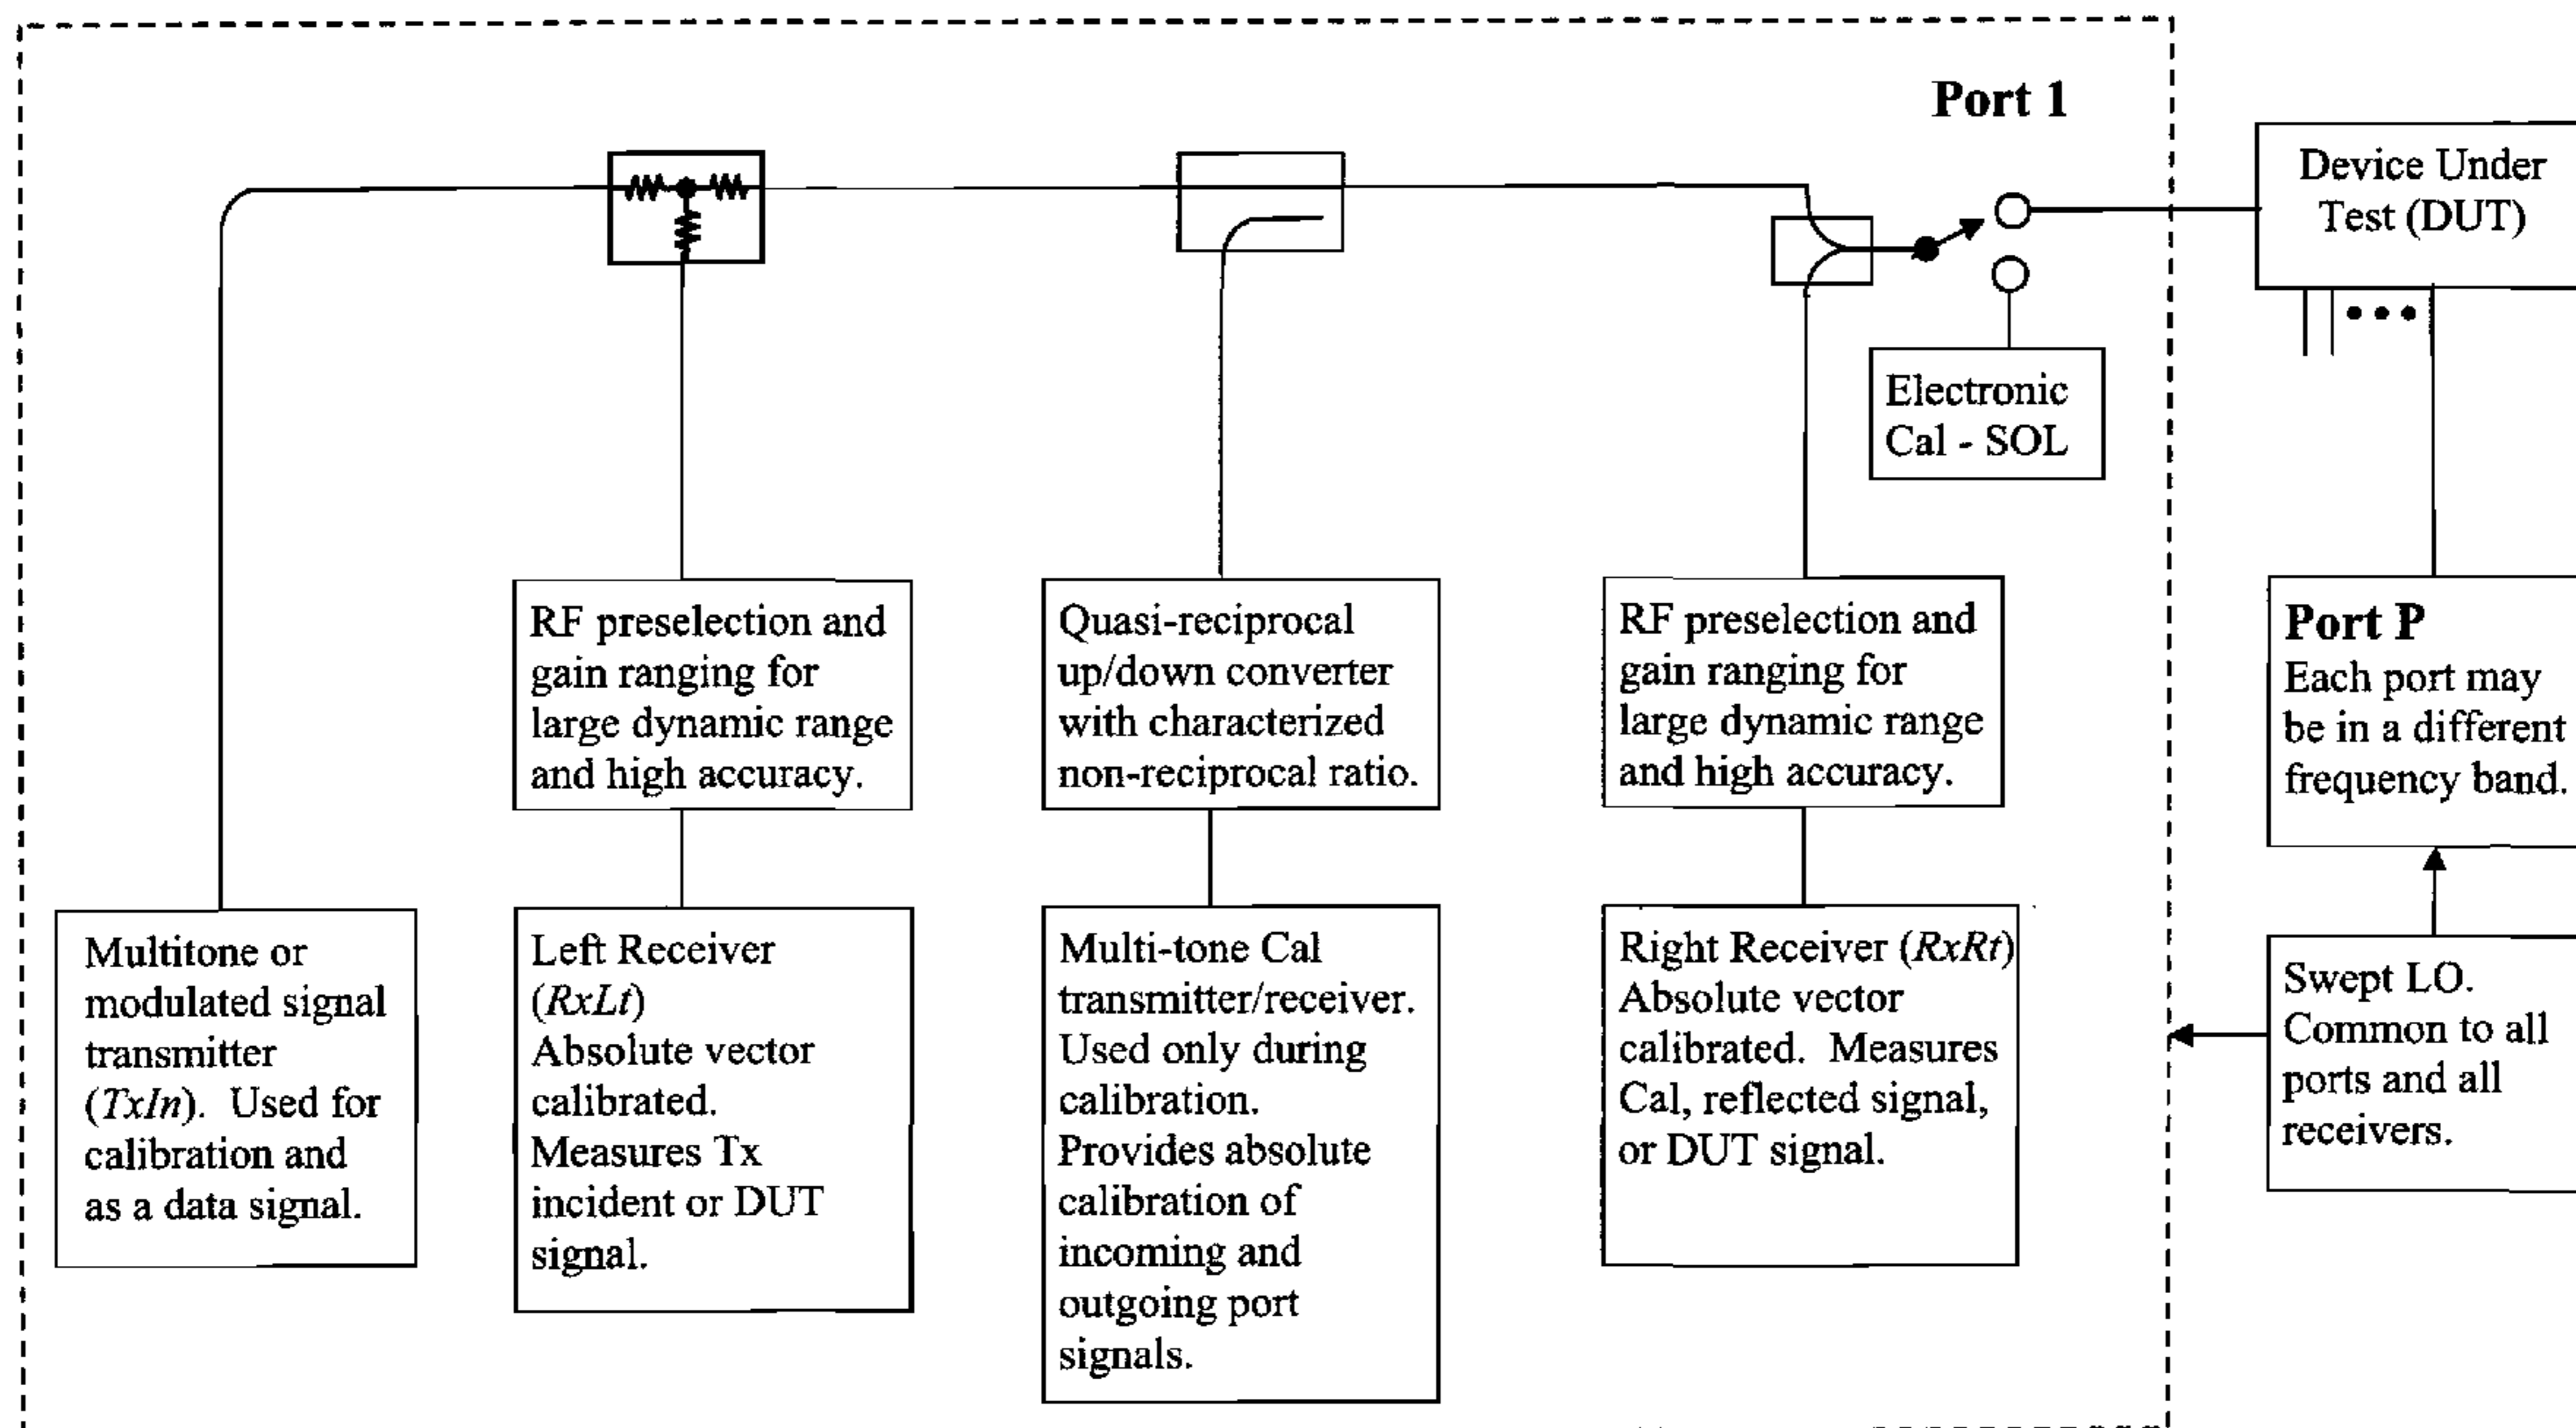 Port 1
Device Under
Test (DUT)
Electronic
Cal - SOL
RF preselection and
gain ranging for
large dynamic range
and high accuracy.
Quasi-reciprocal
up/down converter
with characterized
non-reciprocal ratio.
RF preselection and
gain ranging for
large dynamic range
and high accuracy.
Port P
Each port may
be in a different
frequency band.
Multitone or
modulated signal
transmitter
(TxIn). Used for
calibration and
as a data signal.
Left Receiver
(RxLt)
Absolute vector
calibrated.
Measures Tx
incident or DUT
signal.
Multi-tone Cal
transmitter/receiver.
Used only during
calibration.
Provides absolute
calibration of
incoming and
outgoing port
signals.
Right Receiver (RxRt)
Absolute vector
calibrated. Measures
Cal, reflected signal,
or DUT signal.
Swept LO.
Common to all
ports and all
receivers.